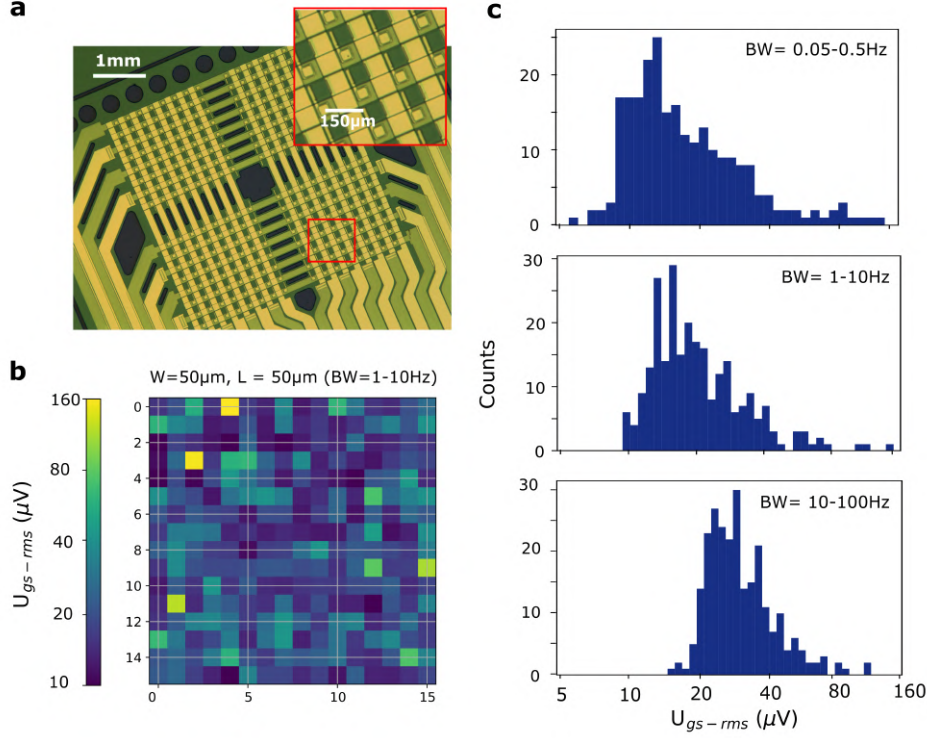 a
1mm
150μm
b
W=50μm, L = 50μm (BW=1-10Hz)
160
80
40
20
10
U_gs-rms (μV)
0
2
4
6
8
10
12
14
0
5
10
15
c
BW= 0.05-0.5Hz
20
10
0
BW= 1-10Hz
30
20
10
0
BW= 10-100Hz
30
20
10
0
Counts
5
10
20
40
80
160
U_gs-rms (μV)